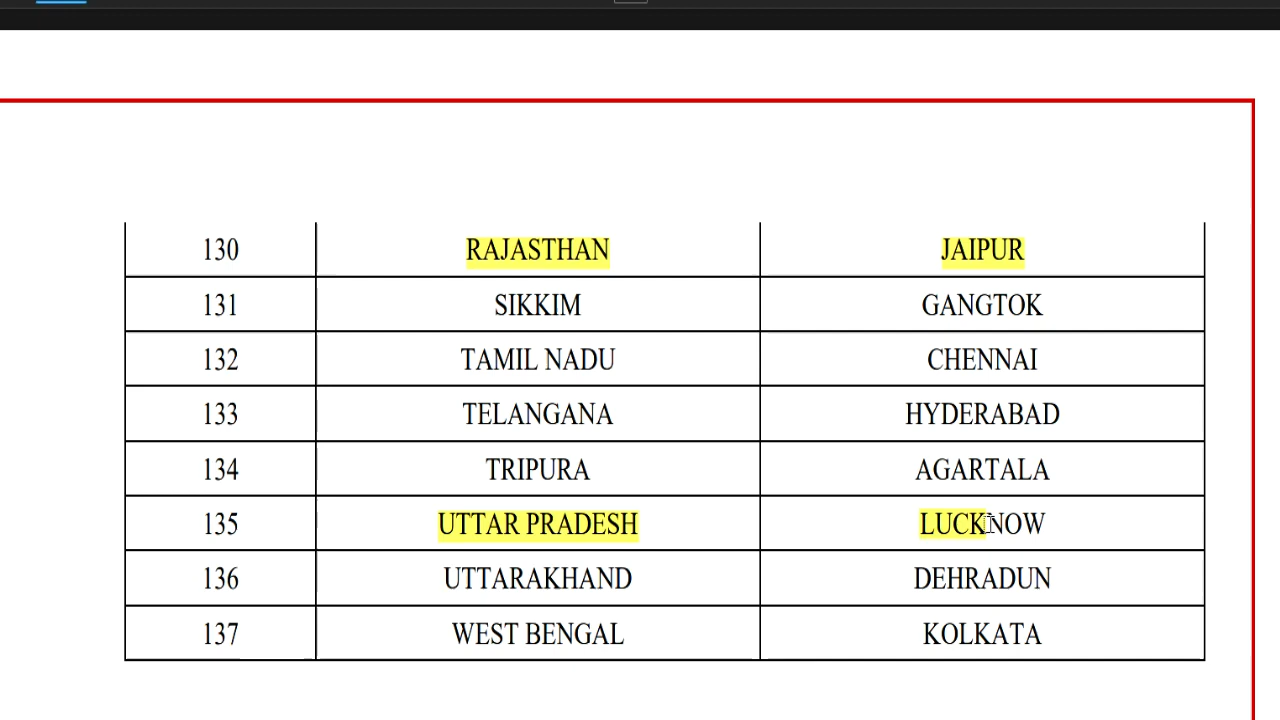 130 RAJASTHAN JAIPUR
131 SIKKIM GANGTOK
132 TAMIL NADU CHENNAI
133 TELANGANA HYDERABAD
134 TRIPURA AGARTALA
135 UTTAR PRADESH LUCKNOW
136 UTTARAKHAND DEHRADUN
137 WEST BENGAL KOLKATA